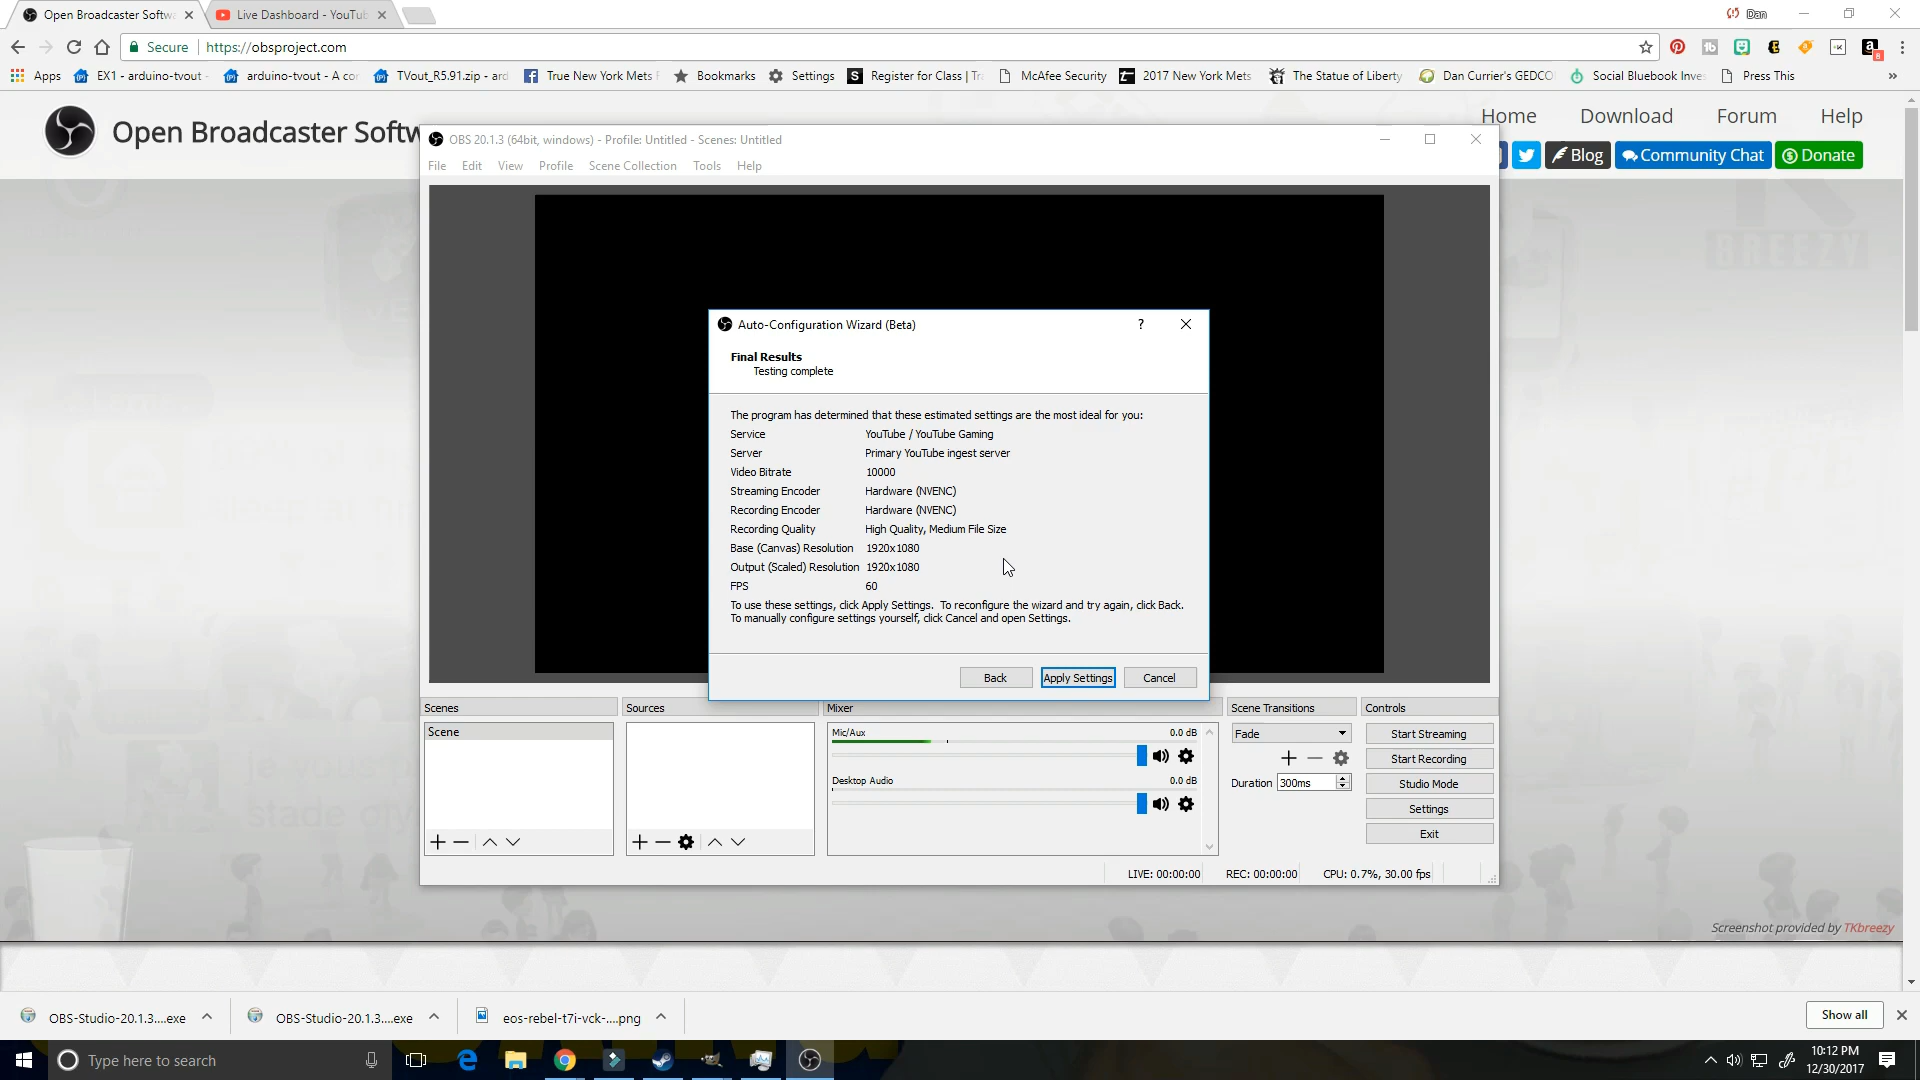 Open Broadcaster Softw
Live Dashboard - YouTub
Dan
Secure
https://obsproject.com
Apps
EX1 - arduino-tvout
arduino-tvout - A co
TVout_R5.91.zip - ard
True New York Mets F
Bookmarks
Settings
Register for Class | Tr
McAfee Security
2017 New York Mets
The Statue of Liberty
Dan Currier's GEDCO
Social Bluebook Inve
Press This
»
Open Broadcaster Softw
Home
Download
Forum
Help
Blog
Community Chat
Donate
OBS 20.1.3 (64bit, windows) - Profile: Untitled - Scenes: Untitled
File
Edit
View
Profile
Scene Collection
Tools
Help
BREEZY
Auto-Configuration Wizard (Beta)
?
Final Results
Testing complete
The program has determined that these estimated settings are the most ideal for you:
Service YouTube / YouTube Gaming
Server Primary YouTube ingest server
Video Bitrate 10000
Streaming Encoder Hardware (NVENC)
Recording Encoder Hardware (NVENC)
Recording Quality High Quality, Medium File Size
Base (Canvas) Resolution 1920x1080
Output (Scaled) Resolution 1920x1080
FPS 60
To use these settings, click Apply Settings. To reconfigure the wizard and try again, click Back.
To manually configure settings yourself, click Cancel and open Settings.
Back
Apply Settings
Cancel
Scenes
Sources
Mixer
Scene Transitions
Controls
Scene
Mic/Aux 0.0 dB
Desktop Audio 0.0 dB
Fade
Duration 300ms
Start Streaming
Start Recording
Studio Mode
Settings
Exit
LIVE: 00:00:00
REC: 00:00:00
CPU: 0.7%, 30.00 fps
je vous
stade oly
Screenshot provided by TKbreezy
OBS-Studio-20.1.3....exe
OBS-Studio-20.1.3....exe
eos-rebel-t7i-vck-....png
Show all
Type here to search
10:12 PM
12/30/2017